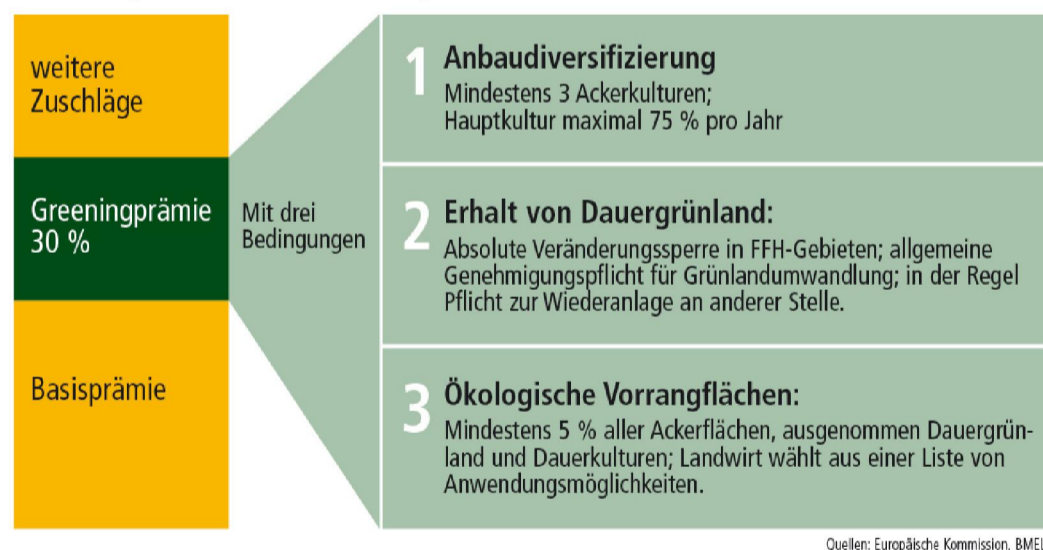 weitere
Zuschläge
Greeningprämie
30 %
Basisprämie
Mit drei
Bedingungen
1 Anbaudiversifizierung
Mindestens 3 Ackerkulturen;
Hauptkultur maximal 75 % pro Jahr
2 Erhalt von Dauergrünland:
Absolute Veränderungssperre in FFH-Gebieten; allgemeine
Genehmigungspflicht für Grünlandumwandlung; in der Regel
Pflicht zur Wiederanlage an anderer Stelle.
3 Ökologische Vorrangflächen:
Mindestens 5 % aller Ackerflächen, ausgenommen Dauergrün-
land und Dauerkulturen; Landwirt wählt aus einer Liste von
Anwendungsmöglichkeiten.
Quellen: Europäische Kommission, BMEL